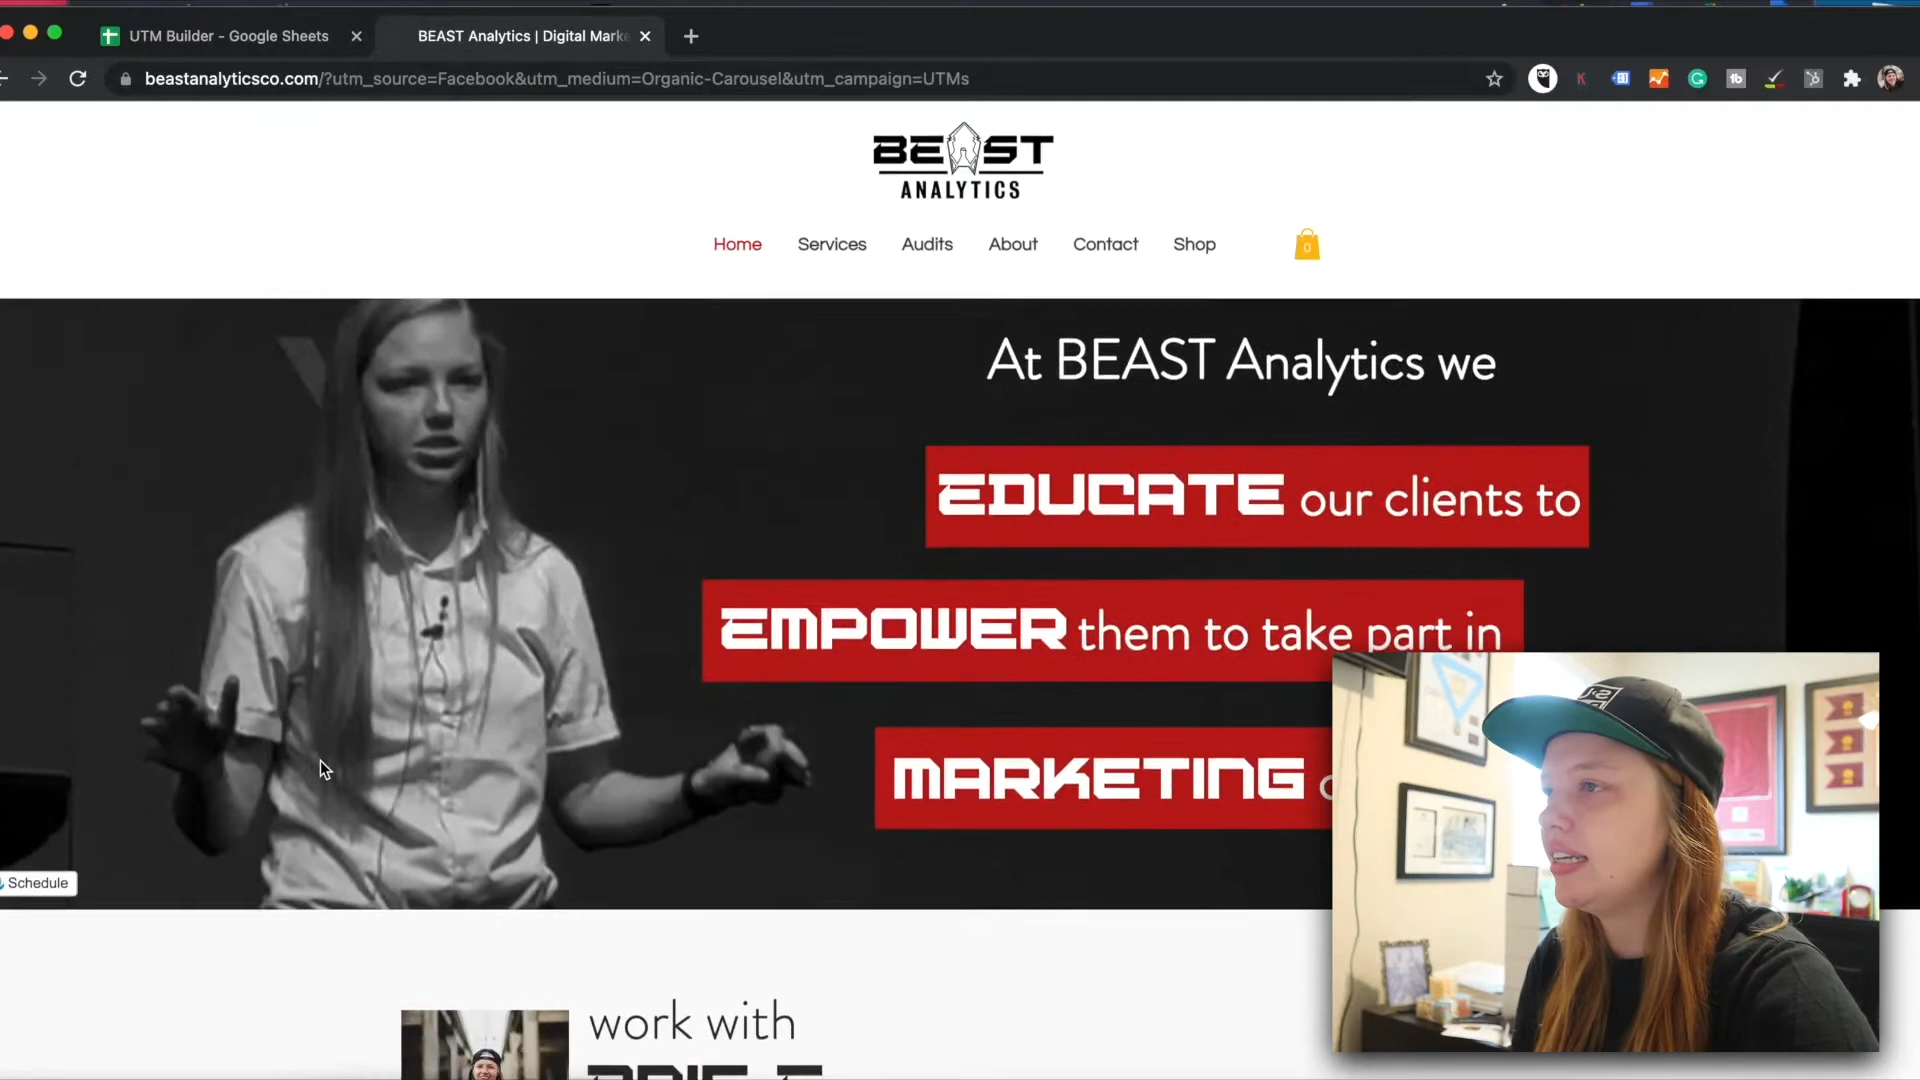 UTM Builder - Google Sheets
BEAST Analytics | Digital Marke
beastanalyticsco.com/?utm_source=Facebook&utm_medium=Organic-Carousel&utm_campaign=UTMs
BEAST
ANALYTICS
Home Services Audits About Contact Shop
0
At BEAST Analytics we
EDUCATE our clients to
EMPOWER them to take part in
MARKETING
Schedule
work with